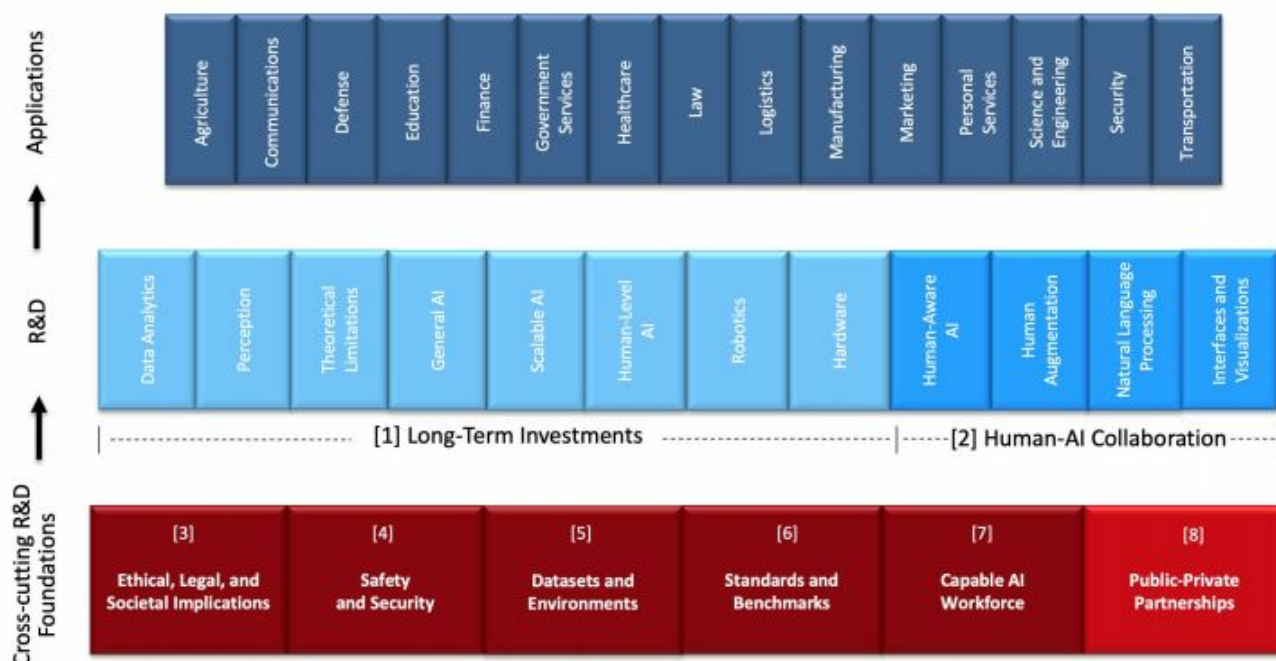 Applications
Agriculture
Communications
Defense
Education
Finance
Government
Services
Healthcare
Law
Logistics
Manufacturing
Marketing
Personal
Services
Science and
Engineering
Security
Transportation
R&D
Data Analytics
Perception
Theoretical
Limitations
General AI
Scalable AI
Human-Level
AI
Robotics
Hardware
Human-Aware
AI
Human
Augmentation
Natural Language
Processing
Interfaces and
Visualizations
[1] Long-Term Investments
[2] Human-AI Collaboration
Cross-cutting R&D
Foundations
[3]
Ethical, Legal, and
Societal Implications
[4]
Safety
and Security
[5]
Datasets and
Environments
[6]
Standards and
Benchmarks
[7]
Capable AI
Workforce
[8]
Public-Private
Partnerships